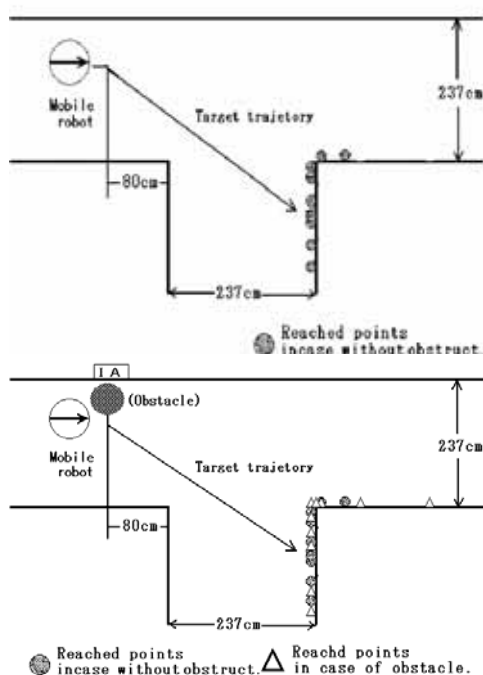 237cm
Mobile
robot
Target trajectory
80cm
237cm
Reached points
incase without obstruct.
I A
(Obstacle)
237cm
Mobile
robot
Target trajectory
80cm
237cm
Reached points
incase without obstruct.
Reachd points
in case of obstacle.